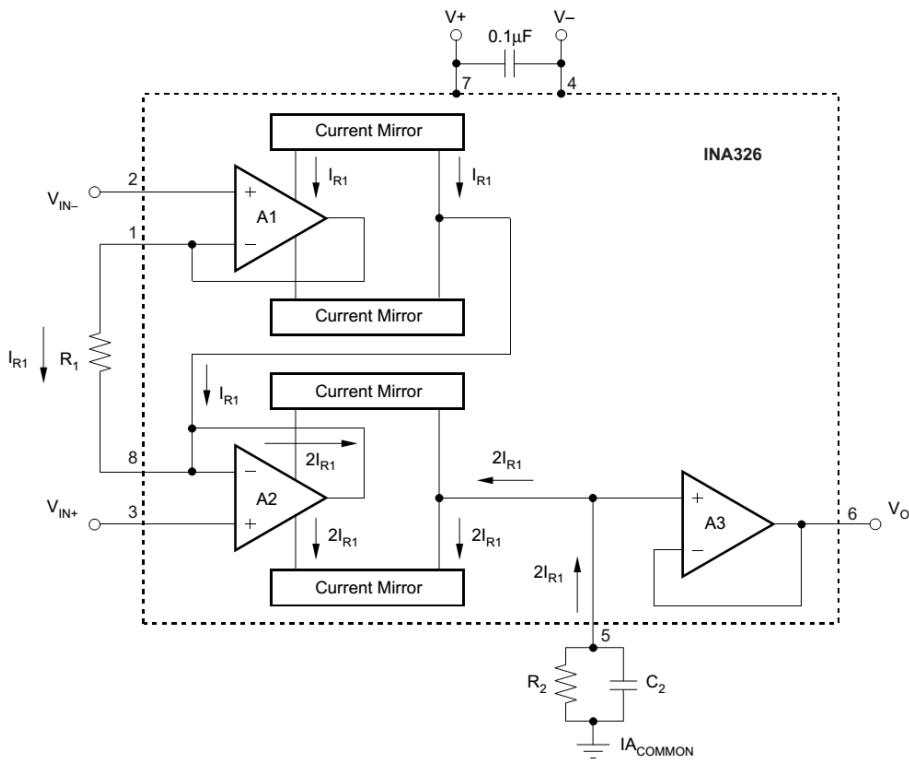 V+
V–
0.1µF
7
4
Current Mirror
INA326
I_R1
I_R1
2
V_IN–
+
A1
1
–
Current Mirror
I_R1
R_1
I_R1
Current Mirror
8
–
2I_R1
2I_R1
A2
V_IN+
3
+
2I_R1
2I_R1
+
A3
–
6
V_O
2I_R1
Current Mirror
5
R_2
C_2
IA_COMMON